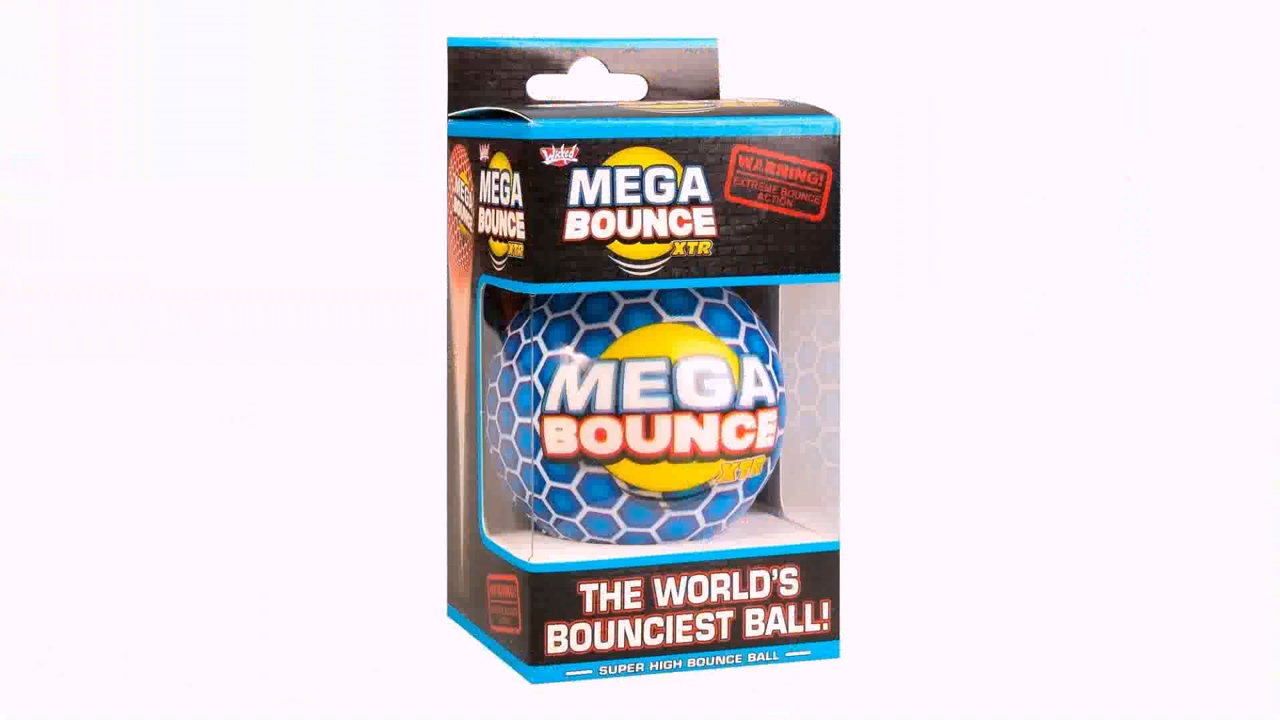 Wicked
MEGA
BOUNCE
XTR
WARNING!
EXTREME BOUNCE
ACTION
MEGA
BOUNCE
XTR
MEGA
BOUNCE
XTR
THE WORLD'S
BOUNCIEST BALL!
SUPER HIGH BOUNCE BALL
WARNING!